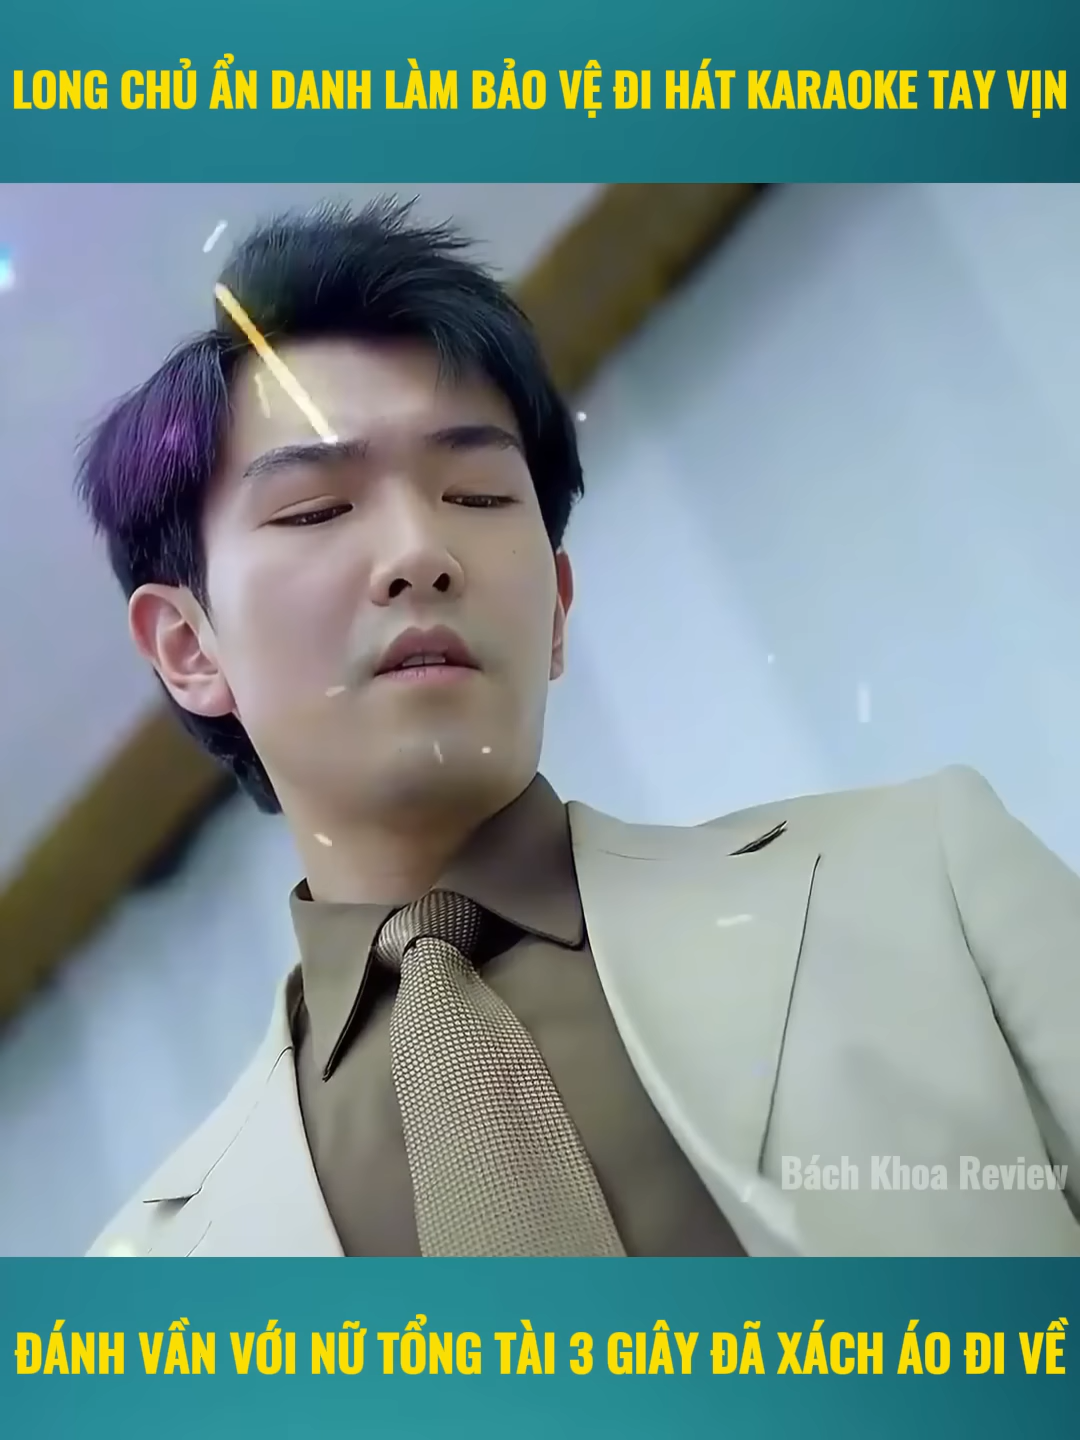 LONG CHỦ ẨN DANH LÀM BẢO VỆ ĐI HÁT KARAOKE TAY VỊN
Bách Khoa Review
ĐÁNH VẦN VỚI NỮ TỔNG TÀI 3 GIÂY ĐÃ XÁCH ÁO ĐI VỀ